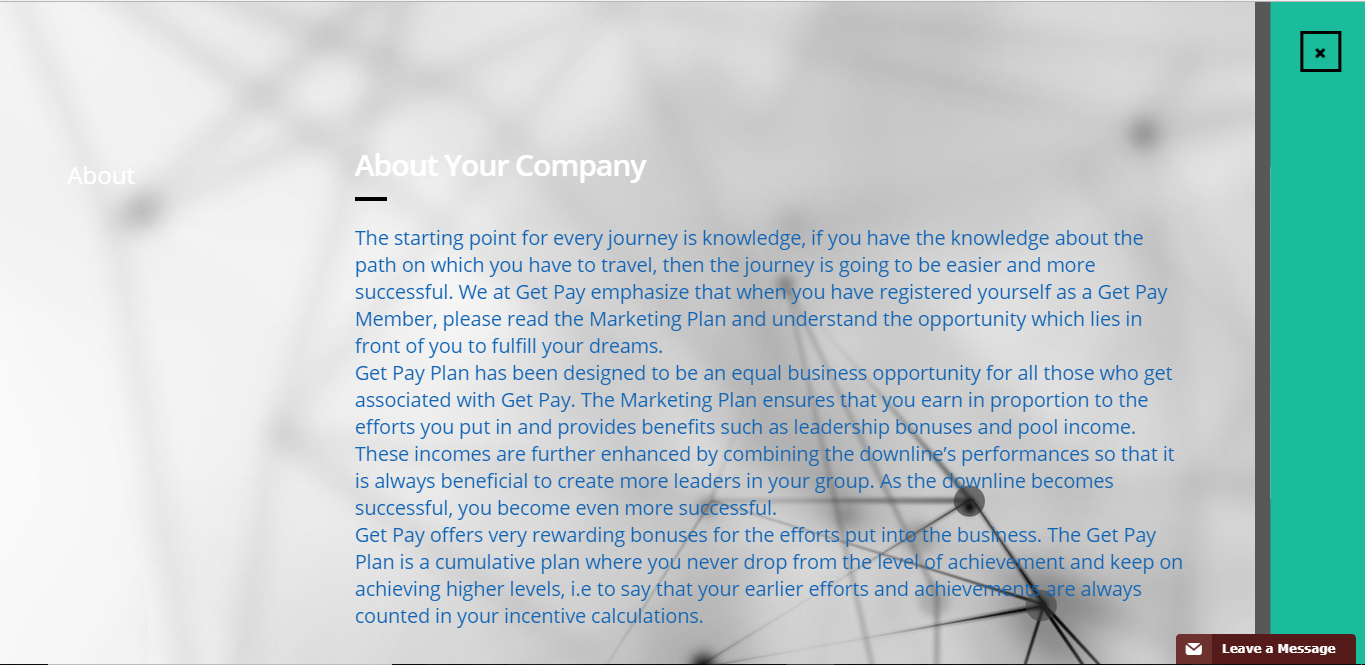 About
About Your Company
The starting point for every journey is knowledge, if you have the knowledge about the
path on which you have to travel, then the journey is going to be easier and more
successful. We at Get Pay emphasize that when you have registered yourself as a Get Pay
Member, please read the Marketing Plan and understand the opportunity which lies in
front of you to fulfill your dreams.
Get Pay Plan has been designed to be an equal business opportunity for all those who get
associated with Get Pay. The Marketing Plan ensures that you earn in proportion to the
efforts you put in and provides benefits such as leadership bonuses and pool income.
These incomes are further enhanced by combining the downline’s performances so that it
is always beneficial to create more leaders in your group. As the downline becomes
successful, you become even more successful.
Get Pay offers very rewarding bonuses for the efforts put into the business. The Get Pay
Plan is a cumulative plan where you never drop from the level of achievement and keep on
achieving higher levels, i.e to say that your earlier efforts and achievements are always
counted in your incentive calculations.
Leave a Message